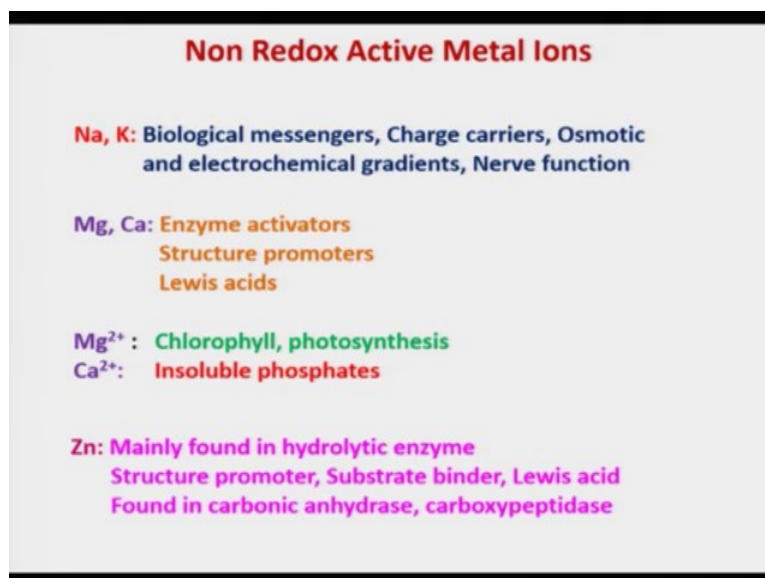 Non Redox Active Metal Ions
Na, K: Biological messengers, Charge carriers, Osmotic
and electrochemical gradients, Nerve function
Mg, Ca: Enzyme activators
Structure promoters
Lewis acids
Mg²⁺ : Chlorophyll, photosynthesis
Ca²⁺: Insoluble phosphates
Zn: Mainly found in hydrolytic enzyme
Structure promoter, Substrate binder, Lewis acid
Found in carbonic anhydrase, carboxypeptidase